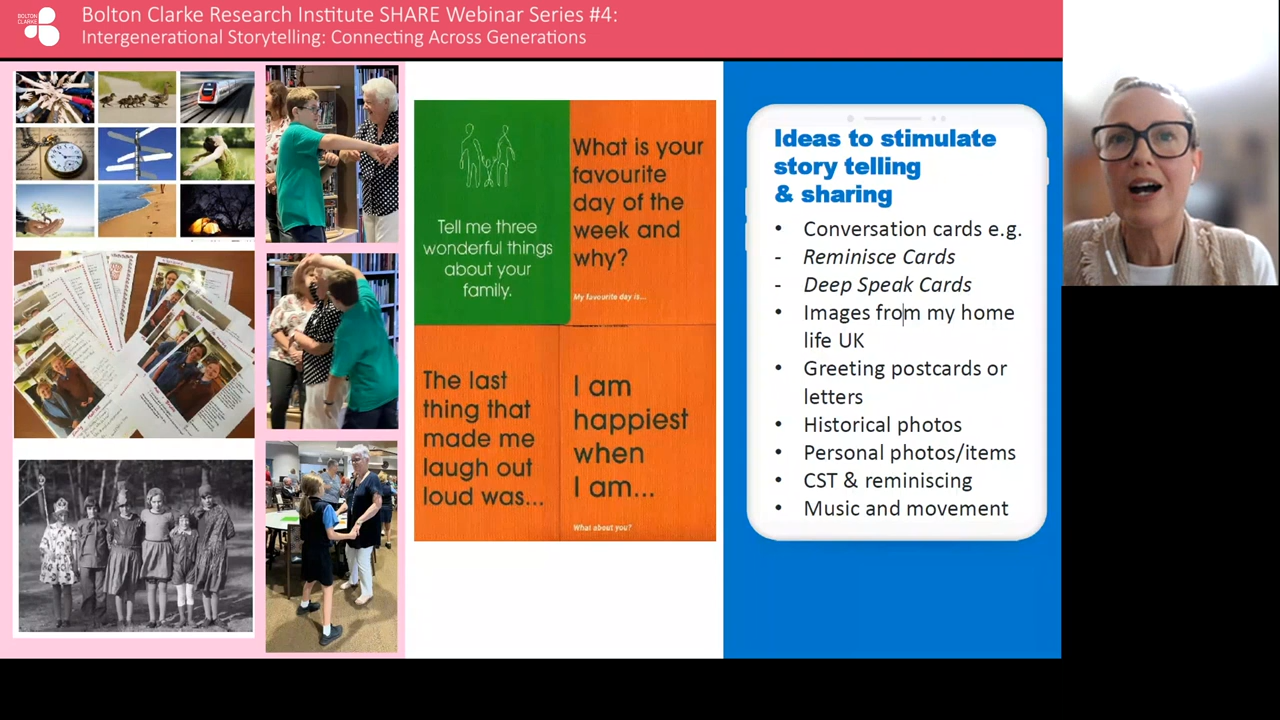 BOLTON
CLARKE
Bolton Clarke Research Institute SHARE Webinar Series #4:
Intergenerational Storytelling: Connecting Across Generations
Tell me three
wonderful things
about your
family.
What is your
favourite
day of the
week and
why?
My favourite day is...
The last
thing that
made me
laugh out
loud was...
I am
happiest
when
I am...
What about you?
Ideas to stimulate
story telling
& sharing
• Conversation cards e.g.
- Reminisce Cards
- Deep Speak Cards
• Images from my home
life UK
• Greeting postcards or
letters
• Historical photos
• Personal photos/items
• CST & reminiscing
• Music and movement